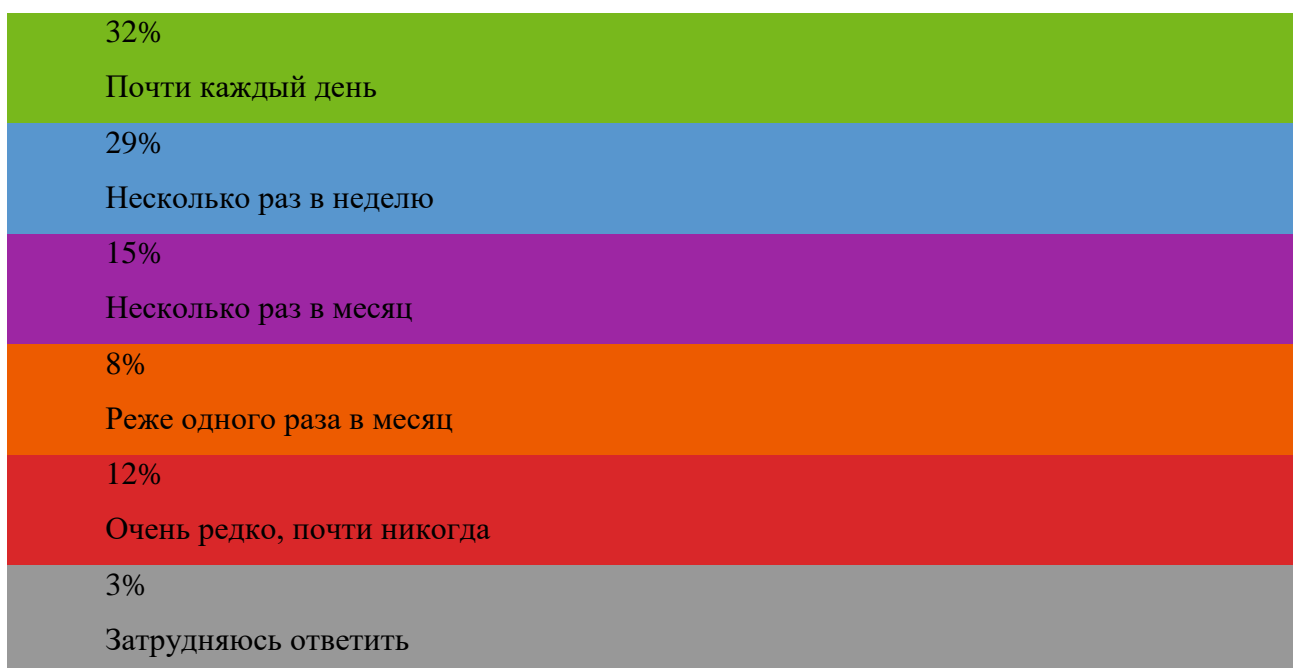 32%
Почти каждый день
29%
Несколько раз в неделю
15%
Несколько раз в месяц
8%
Реже одного раза в месяц
12%
Очень редко, почти никогда
3%
Затрудняюсь ответить